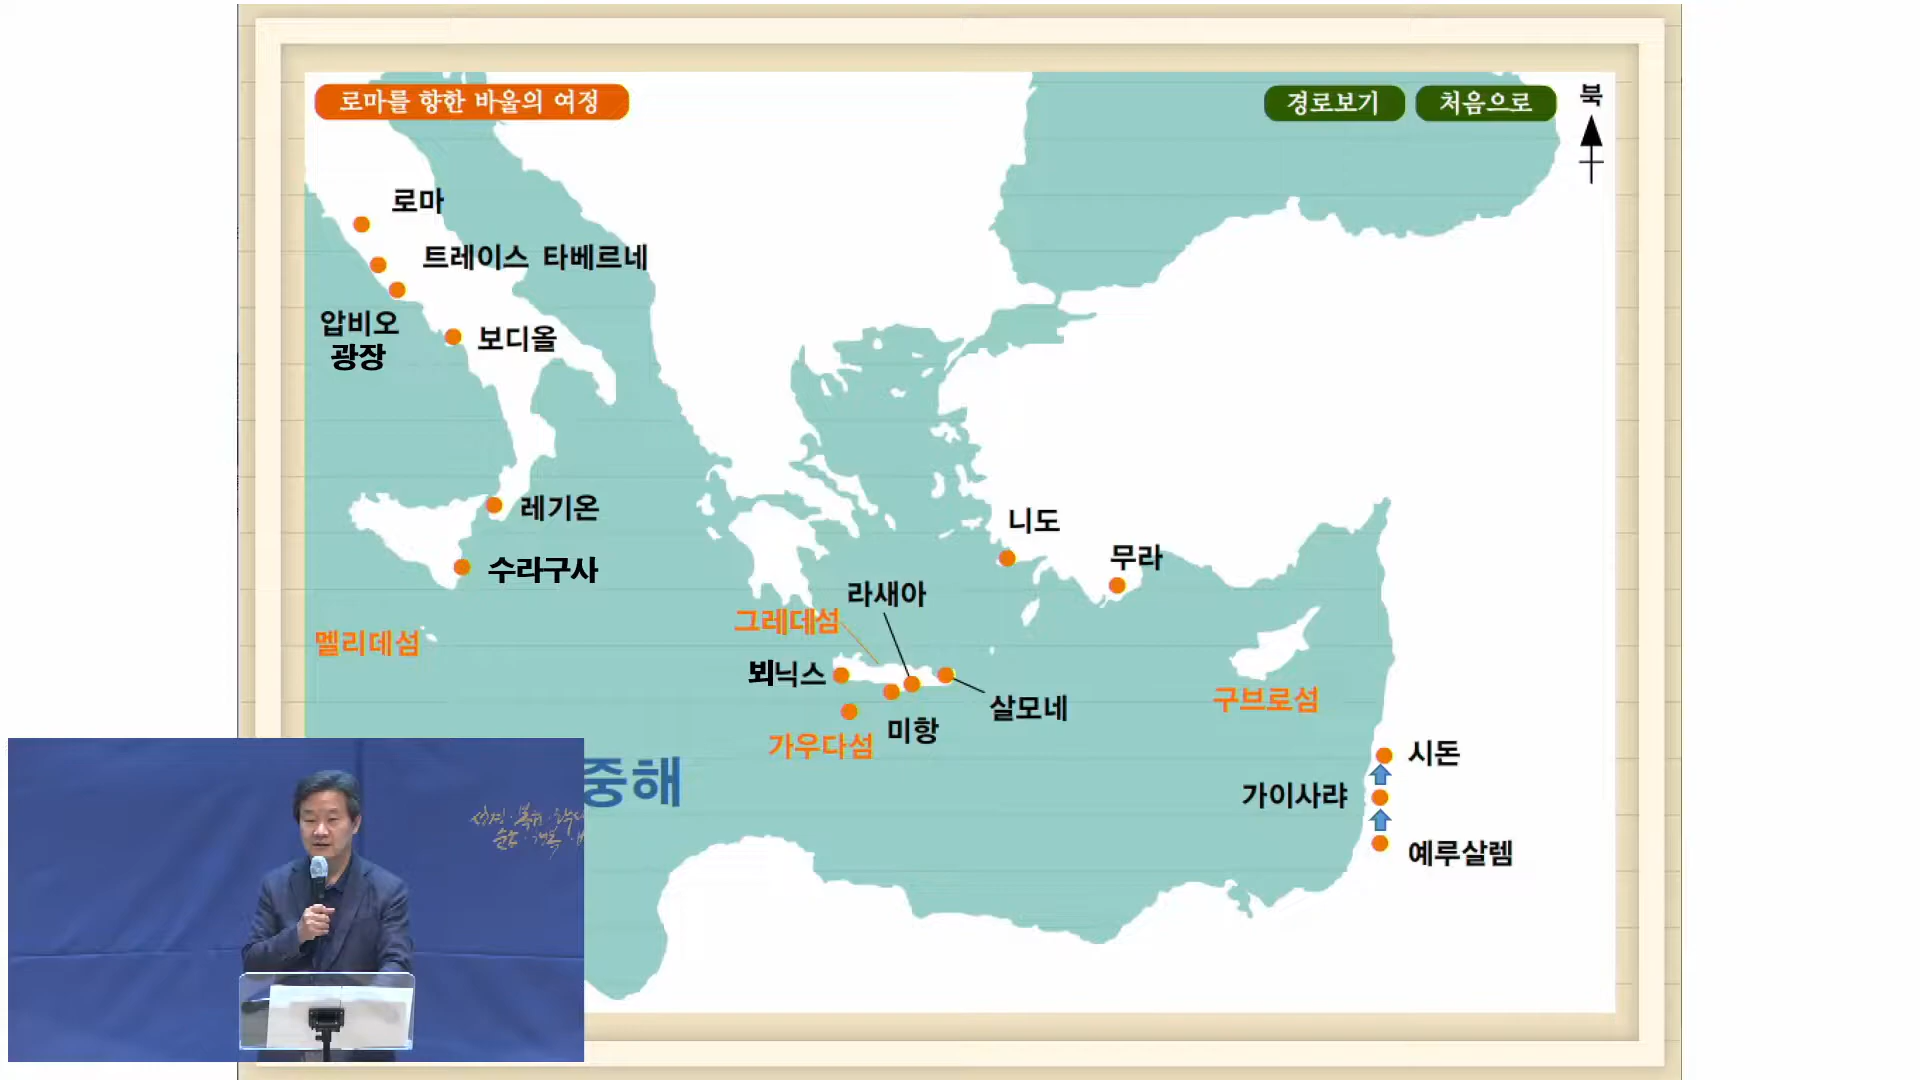 로마를 향한 바울의 여정
경로보기
처음으로
북
로마
트레이스 타베르네
압비오
광장
보디올
레기온
수라구사
멜리데섬
니도
무라
라새아
그레데섬
뵈닉스
살모네
미항
가우다섬
구브로섬
중해
시돈
가이사랴
예루살렘